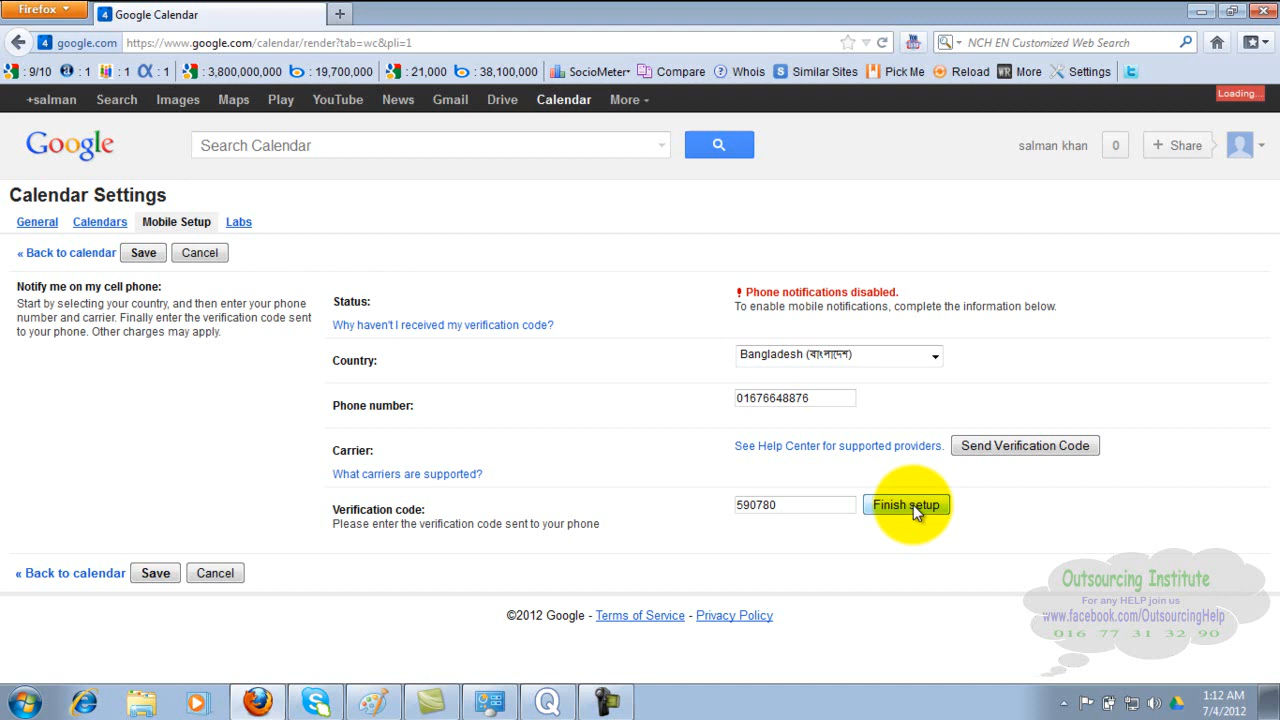 Firefox
Google Calendar
google.com https://www.google.com/calendar/render?tab=wc&pli=1 NCH EN Customized Web Search
: 9/10 : 1 : 1 : 1 : 3,800,000,000 : 19,700,000 : 21,000 : 38,100,000 SocioMeter Compare Whois Similar Sites Pick Me Reload More Settings
+salman Search Images Maps Play YouTube News Gmail Drive Calendar More Loading...
Google Search Calendar salman khan 0 + Share
Calendar Settings
General Calendars Mobile Setup Labs
« Back to calendar Save Cancel
Notify me on my cell phone:
Start by selecting your country, and then enter your phone
number and carrier. Finally enter the verification code sent
to your phone. Other charges may apply.
Status:
Why haven't I received my verification code?
! Phone notifications disabled.
To enable mobile notifications, complete the information below.
Country: Bangladesh (বাংলাদেশ)
Phone number: 01676648876
Carrier: See Help Center for supported providers. Send Verification Code
What carriers are supported?
Verification code: 590780 Finish setup
Please enter the verification code sent to your phone
« Back to calendar Save Cancel
©2012 Google - Terms of Service - Privacy Policy
Outsourcing Institute
For any HELP join us
www.facebook.com/OutsourcingHelp
016 77 31 32 90
1:12 AM
7/4/2012